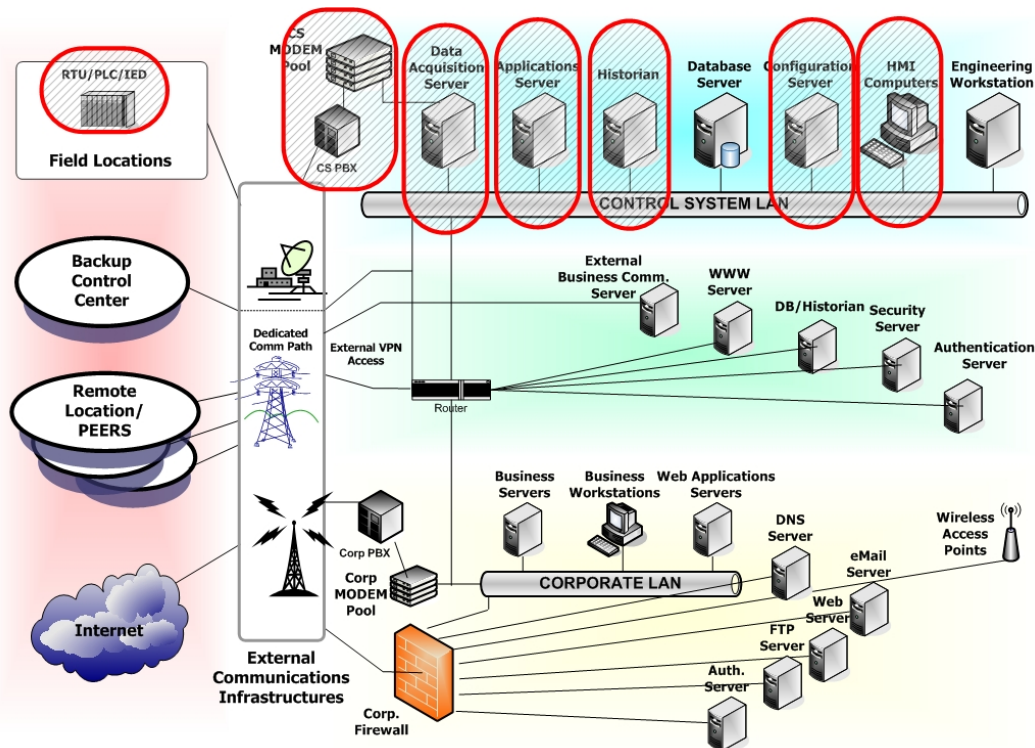 CS
MODEM
Pool
CS PBX
Data
Acquisition
Server
Applications
Server
Historian
Database
Server
Configuration
Server
HMI
Computers
Engineering
Workstation
RTU/PLC/IED
Field Locations
CONTROL SYSTEM LAN
Backup
Control
Center
External
Business Comm.
Server
WWW
Server
DB/Historian
Security
Server
Authentication
Server
Dedicated
Comm Path
External VPN
Access
Router
Remote
Location/
PEERS
Business
Servers
Business
Workstations
Web Applications
Servers
DNS
Server
Wireless
Access
Points
eMail
Server
Web
Server
FTP
Server
Auth.
Server
Corp PBX
Corp
MODEM
Pool
CORPORATE LAN
Internet
External
Communications
Infrastructures
Corp.
Firewall